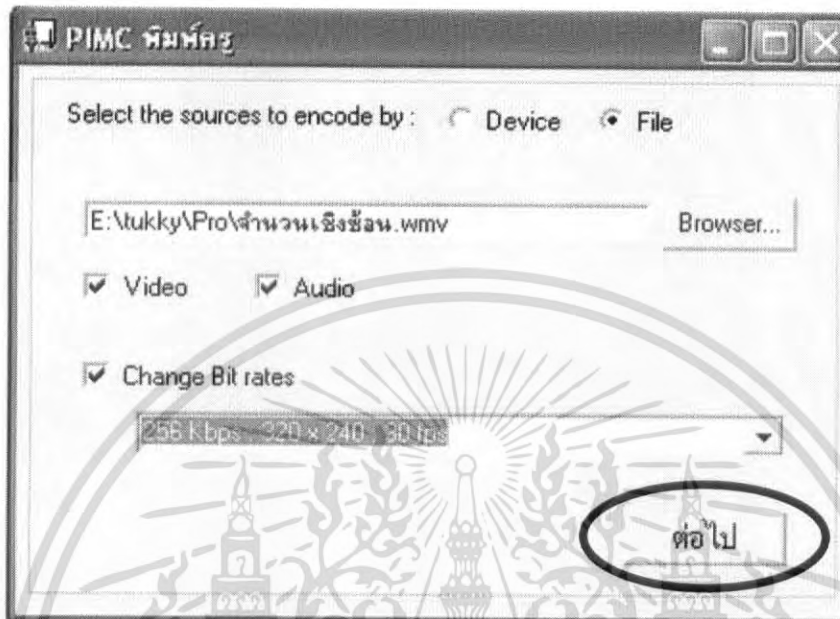 PIMC พิมพ์ครู
Select the sources to encode by : Device File
E:\tukky\Pro\จำนวนเชิงซ้อน.wmv Browser...
Video Audio
Change Bit rates
256 kbps - 320 x 240- 30 fps
ต่อไป